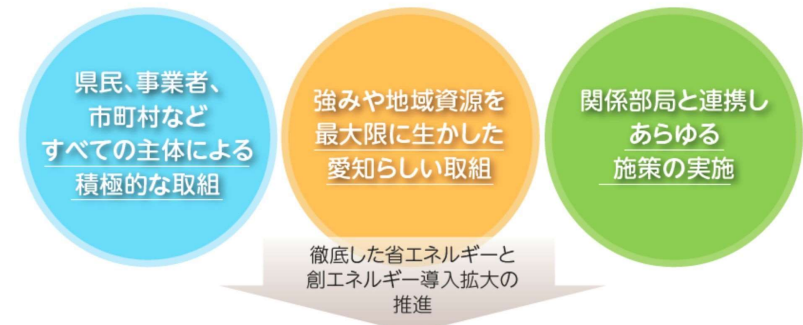 県民、事業者、
市町村など
すべての主体による
積極的な取組
強みや地域資源を
最大限に生かした
愛知らしい取組
関係部局と連携し
あらゆる
施策の実施
徹底した省エネルギーと
創エネルギー導入拡大の
推進